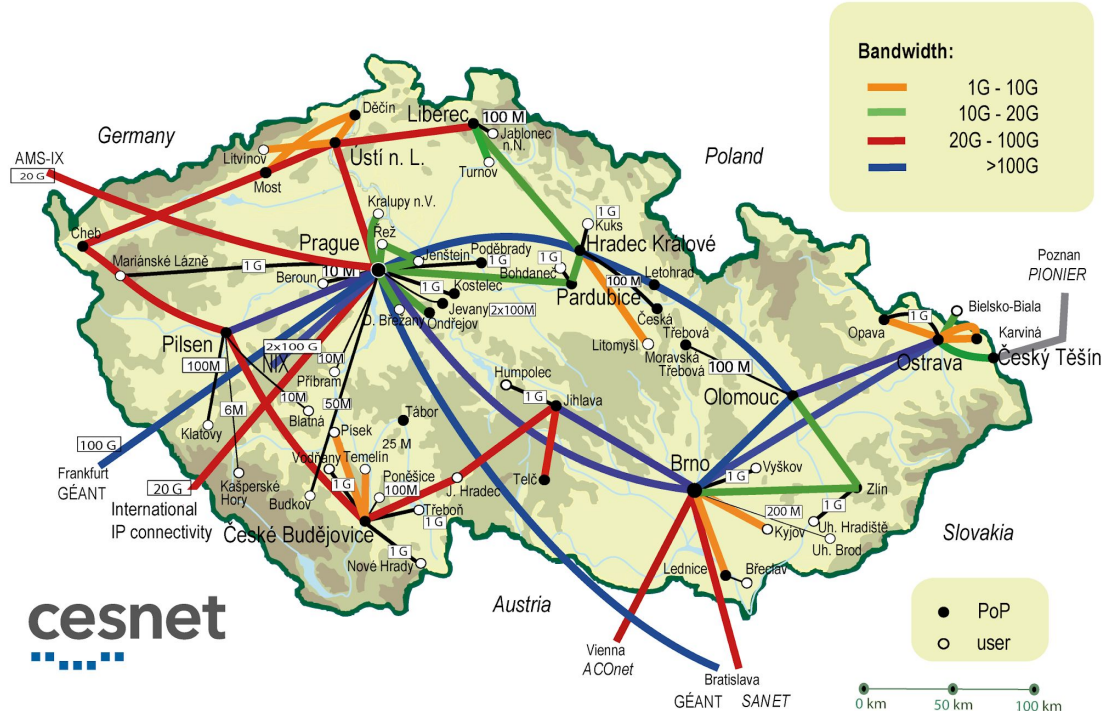 Bandwidth:
1G - 10G
10G - 20G
20G - 100G
>100G
Děčín
Liberec
100 M
Jablonec
n.N.
Germany
Litvínov
Ústí n. L.
Turnov
Poland
AMS-IX
20 G
Most
Kralupy n.V.
1 G
Kuks
Cheb
Řež
Prague
Hradec Králové
Mariánské Lázně
1 G
Jenštejn
Poděbrady
1 G
Bohdanec
1 G
Letohrad
Poznan
PIONIER
Beroun
10 M
1 G
Kostelec
100 M
Pardubice
Jevany
2x100M
D. Břežany
Ondřejov
Česká
Třebová
Bielsko-Biala
1 G
Opava
Karviná
Pilsen
2x100 G
NIX
Litomyšl
Moravská
Třebová
Ostrava
Český Těšín
100M
10M
Příbram
Humpolec
100 M
Olomouc
6M
10M
Blatná
50M
1 G
Jihlava
Tábor
Klatovy
Písek
25 M
100 G
Frankfurt
GÉANT
Vodňany
Temelín
Poněšice
Brno
Vyškov
1 G
20 G
International
IP connectivity
Kašperské
Hory
Budkov
1 G
100M
J. Hradec
Telč
Zlín
1 G
Třeboň
1 G
200 M
Uh. Hradiště
České Budějovice
Kyjov
Uh. Brod
Slovakia
1 G
Nové Hrady
Lednice
Břeclav
cesnet
Austria
PoP
user
Vienna
ACOnet
Bratislava
GÉANT
SANET
0 km
50 km
100 km